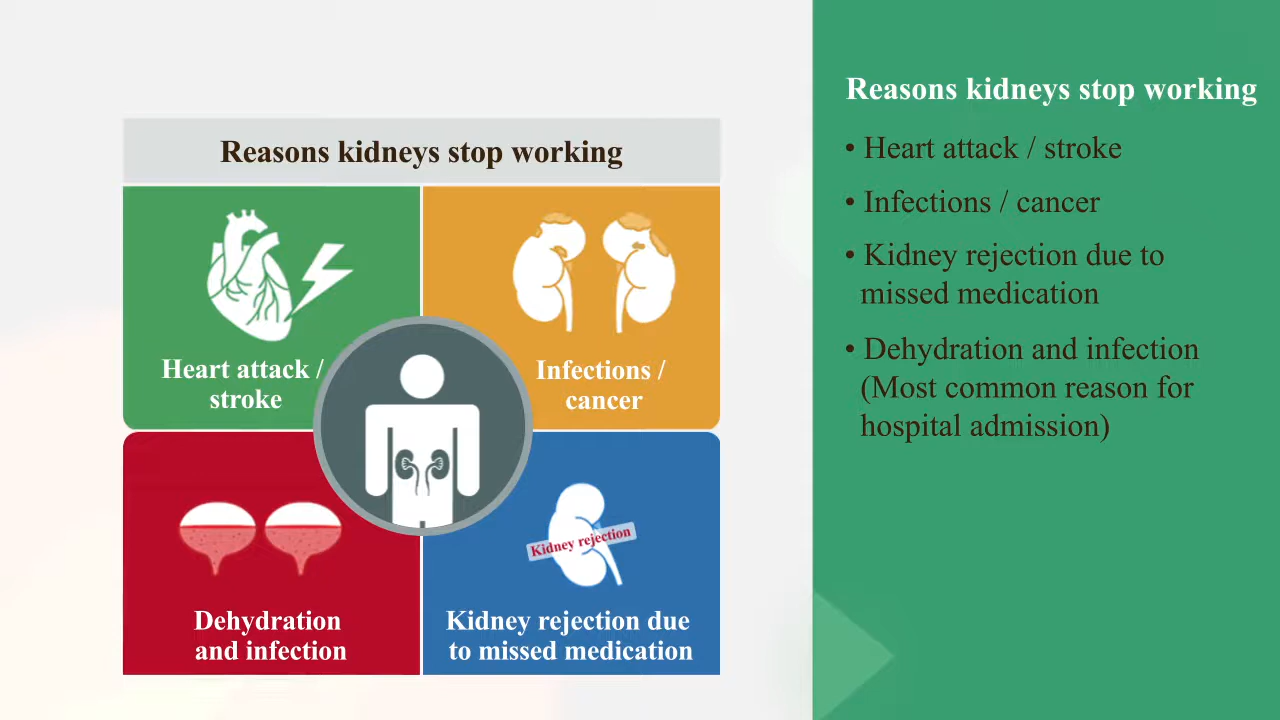 Reasons kidneys stop working
Heart attack /
stroke
Infections /
cancer
Dehydration
and infection
Kidney rejection
Kidney rejection due
to missed medication
Reasons kidneys stop working
• Heart attack / stroke
• Infections / cancer
• Kidney rejection due to
missed medication
• Dehydration and infection
(Most common reason for
hospital admission)